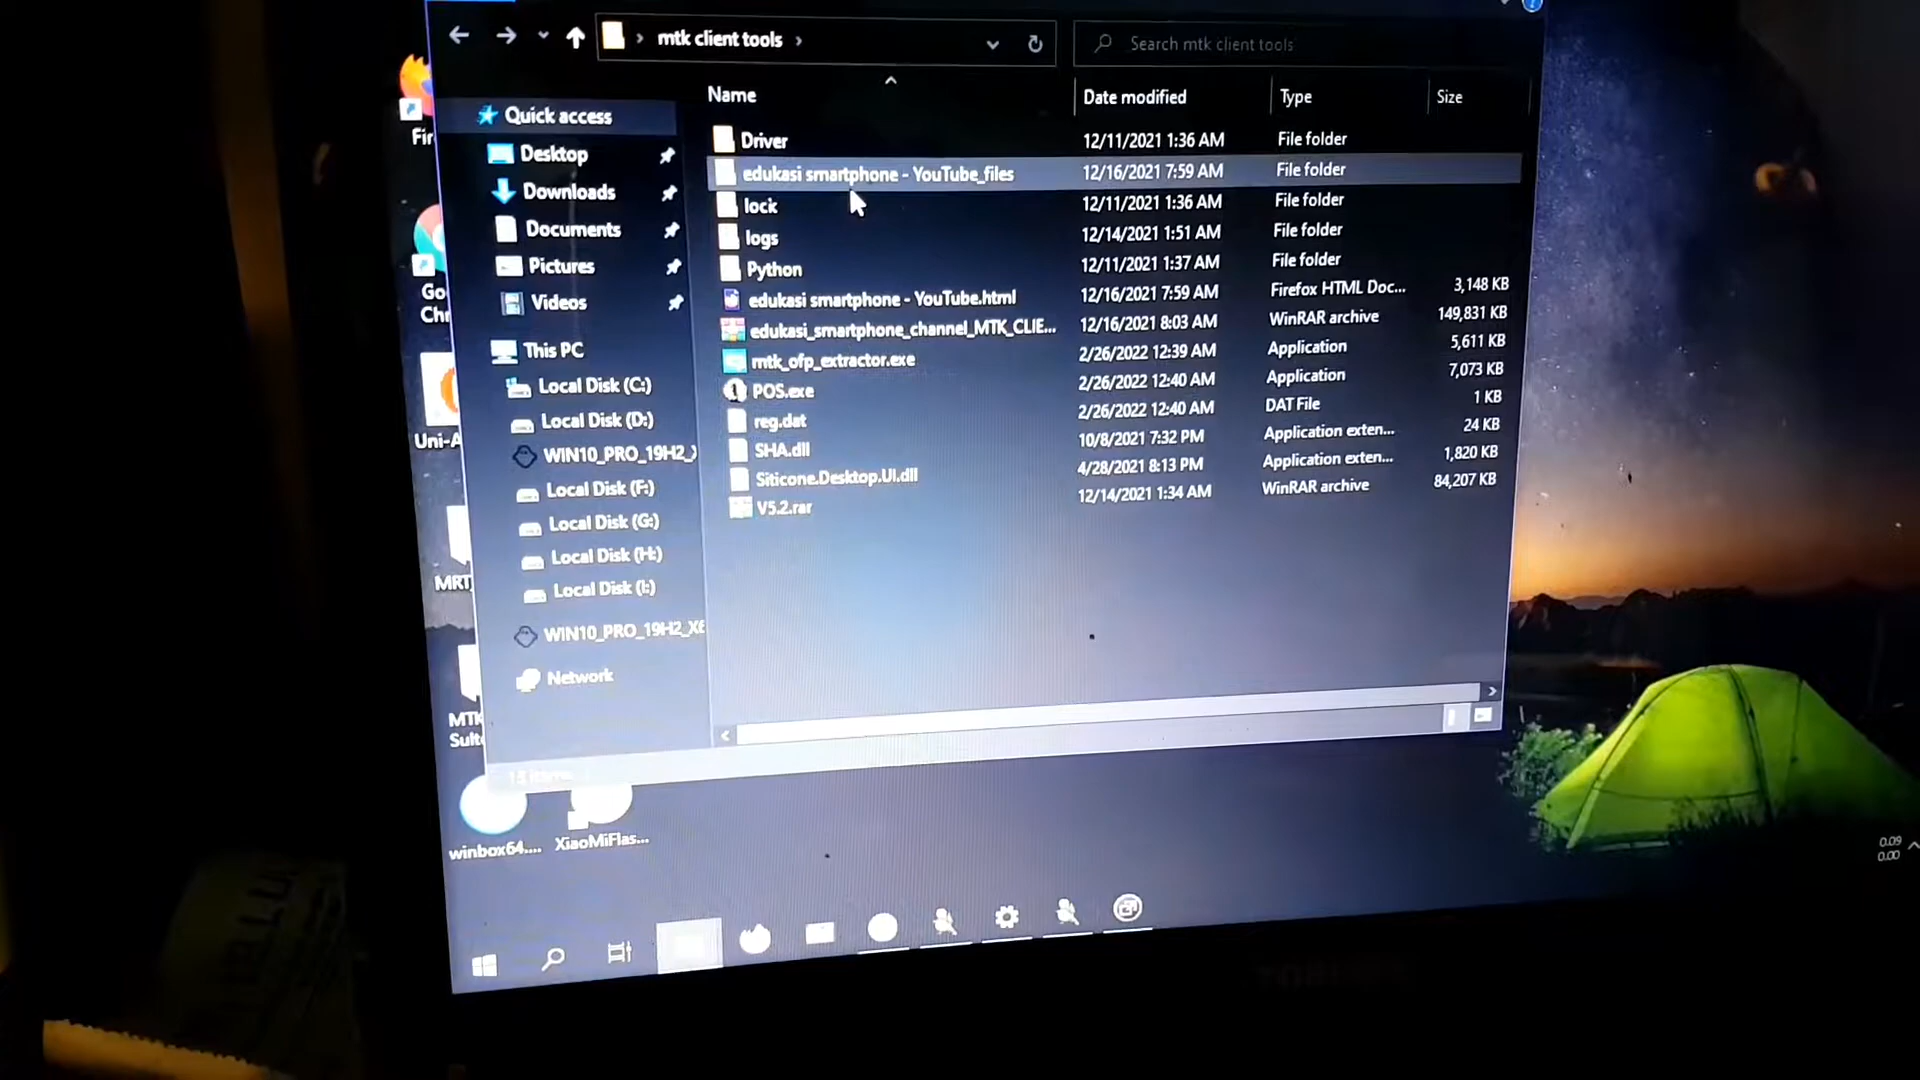 mtk client tools
Search mtk client tools
Name
Date modified
Type
Size
Quick access
Desktop
Downloads
Documents
Pictures
Videos
This PC
Local Disk (C:)
Local Disk (D:)
WIN10_PRO_19H2_X
Local Disk (F:)
Local Disk (G:)
Local Disk (H:)
Local Disk (I:)
WIN10_PRO_19H2_X6
Network
Driver 12/11/2021 1:36 AM File folder
edukasi smartphone - YouTube_files 12/16/2021 7:59 AM File folder
lock 12/11/2021 1:36 AM File folder
logs 12/14/2021 1:51 AM File folder
Python 12/11/2021 1:37 AM File folder
edukasi smartphone - YouTube.html 12/16/2021 7:59 AM Firefox HTML Doc... 3,148 KB
edukasi_smartphone_channel_MTK_CLIE... 12/16/2021 8:03 AM WinRAR archive 149,831 KB
mtk_ofp_extractor.exe 2/26/2022 12:39 AM Application 5,611 KB
POS.exe 2/26/2022 12:40 AM Application 7,073 KB
reg.dat 2/26/2022 12:40 AM DAT File 1 KB
SHA.dll 10/8/2021 7:32 PM Application exten... 24 KB
Siticone.Desktop.UI.dll 4/28/2021 8:13 PM Application exten... 1,820 KB
V5.2.rar 12/14/2021 1:34 AM WinRAR archive 84,207 KB
15 items
Fir
Go
Chr
Uni-A
MRT
MTK
Suit
winbox64....
XiaoMiFlas...
0.09
0.00